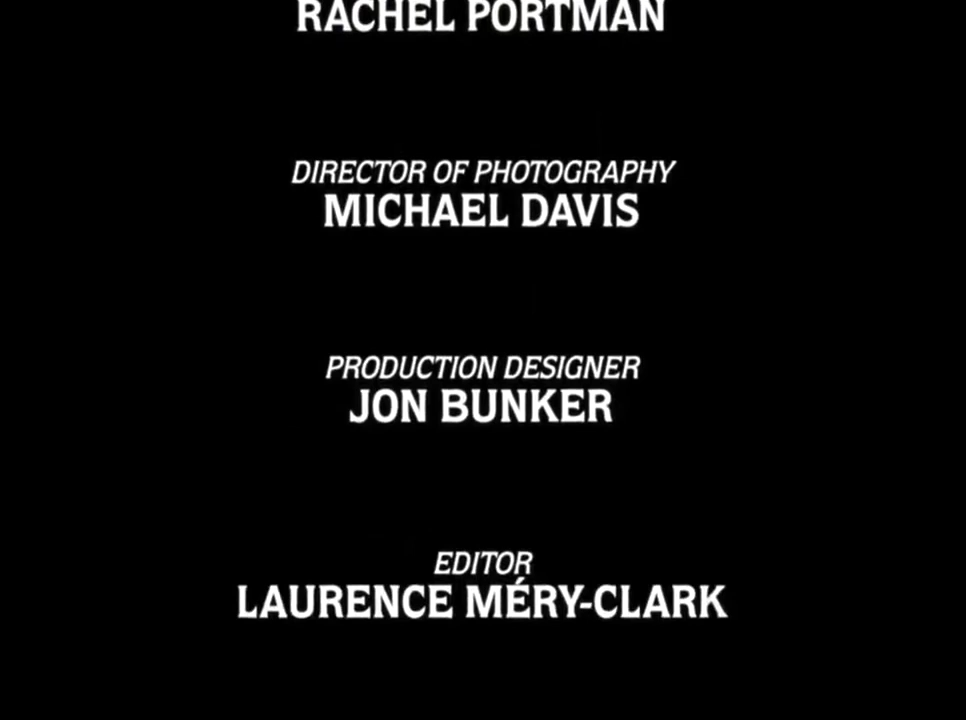 RACHEL PORTMAN
DIRECTOR OF PHOTOGRAPHY
MICHAEL DAVIS
PRODUCTION DESIGNER
JON BUNKER
EDITOR
LAURENCE MÉRY-CLARK